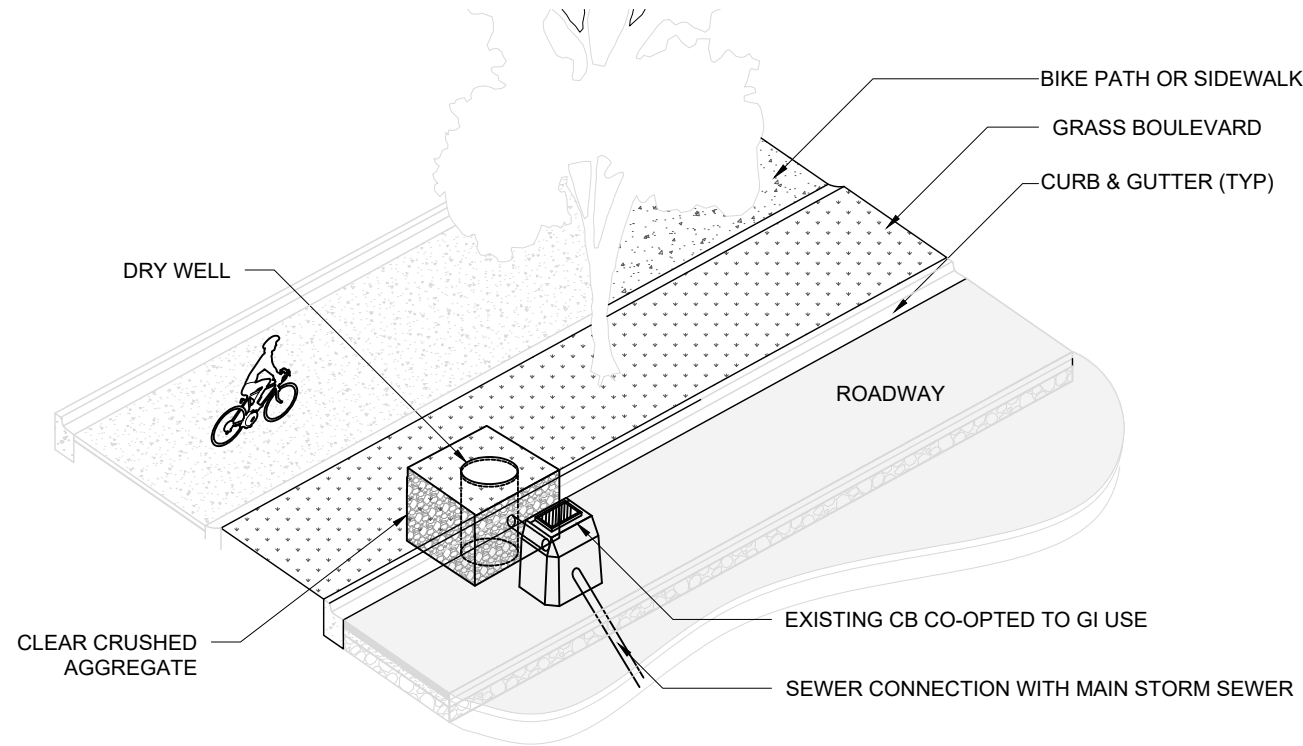 BIKE PATH OR SIDEWALK
GRASS BOULEVARD
CURB & GUTTER (TYP)
DRY WELL
ROADWAY
EXISTING CB CO-OPTED TO GI USE
CLEAR CRUSHED
AGGREGATE
SEWER CONNECTION WITH MAIN STORM SEWER